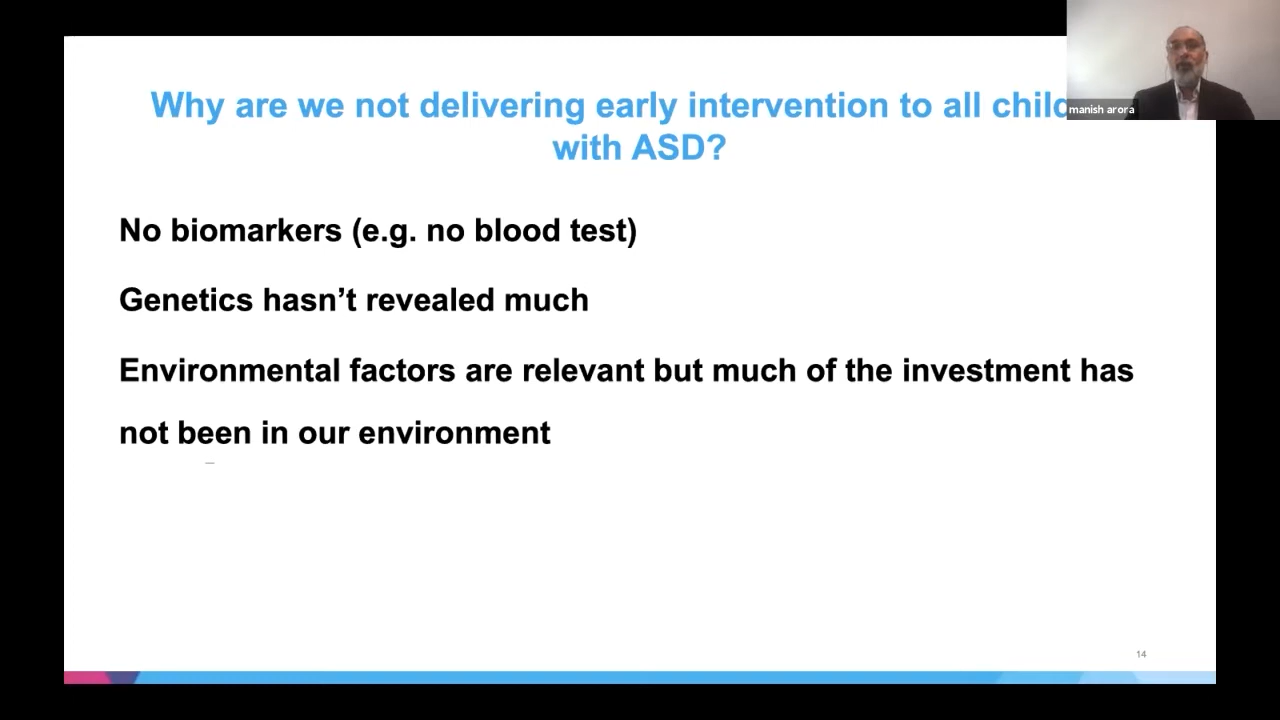 Why are we not delivering early intervention to all child
with ASD?
manish arora
No biomarkers (e.g. no blood test)
Genetics hasn’t revealed much
Environmental factors are relevant but much of the investment has
not been in our environment
14